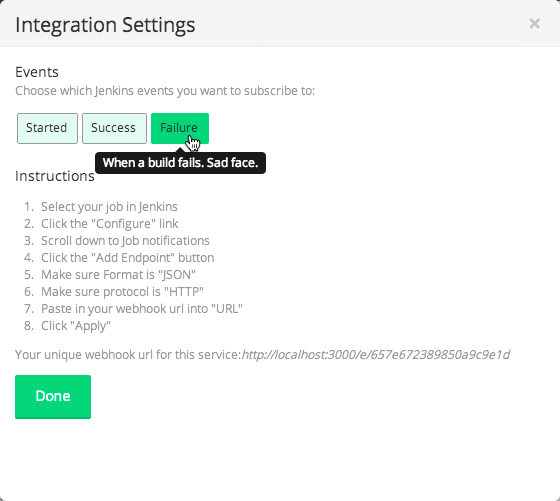 Integration Settings
×
Events
Choose which Jenkins events you want to subscribe to:
Started Success Failure
When a build fails. Sad face.
Instructions
1. Select your job in Jenkins
2. Click the "Configure" link
3. Scroll down to Job notifications
4. Click the "Add Endpoint" button
5. Make sure Format is "JSON"
6. Make sure protocol is "HTTP"
7. Paste in your webhook url into "URL"
8. Click "Apply"
Your unique webhook url for this service:http://localhost:3000/e/657e672389850a9c9e1d
Done